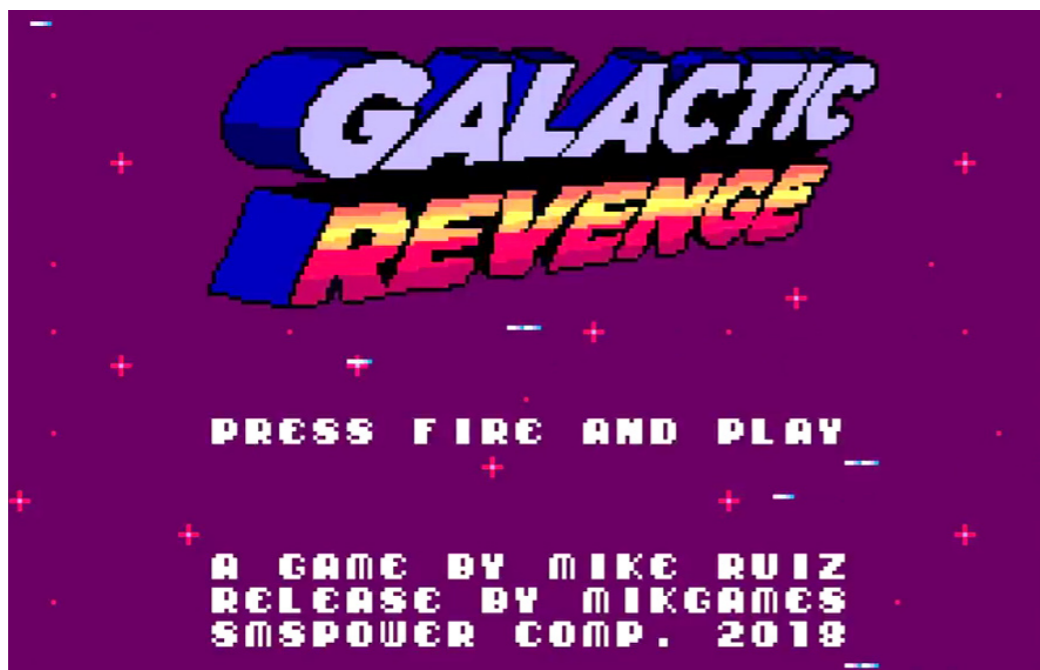 GALACTIC
REVENGE
PRESS FIRE AND PLAY
A GAME BY MIKE RUIZ
RELEASE BY MIKGAMES
SMSPOWER COMP. 2019